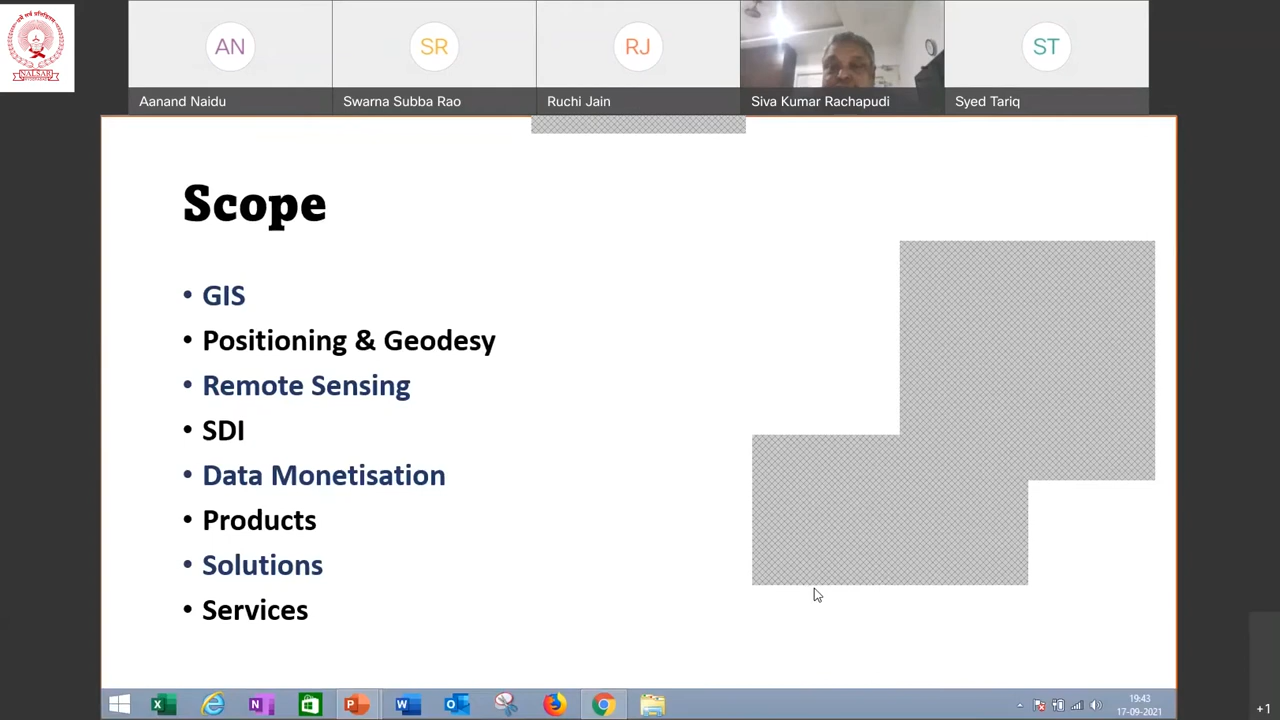 NALSAR
AN
SR
RJ
ST
Aanand Naidu
Swarna Subba Rao
Ruchi Jain
Siva Kumar Rachapudi
Syed Tariq
Scope
• GIS
• Positioning & Geodesy
• Remote Sensing
• SDI
• Data Monetisation
• Products
• Solutions
• Services
19:43
17-09-2021
+1